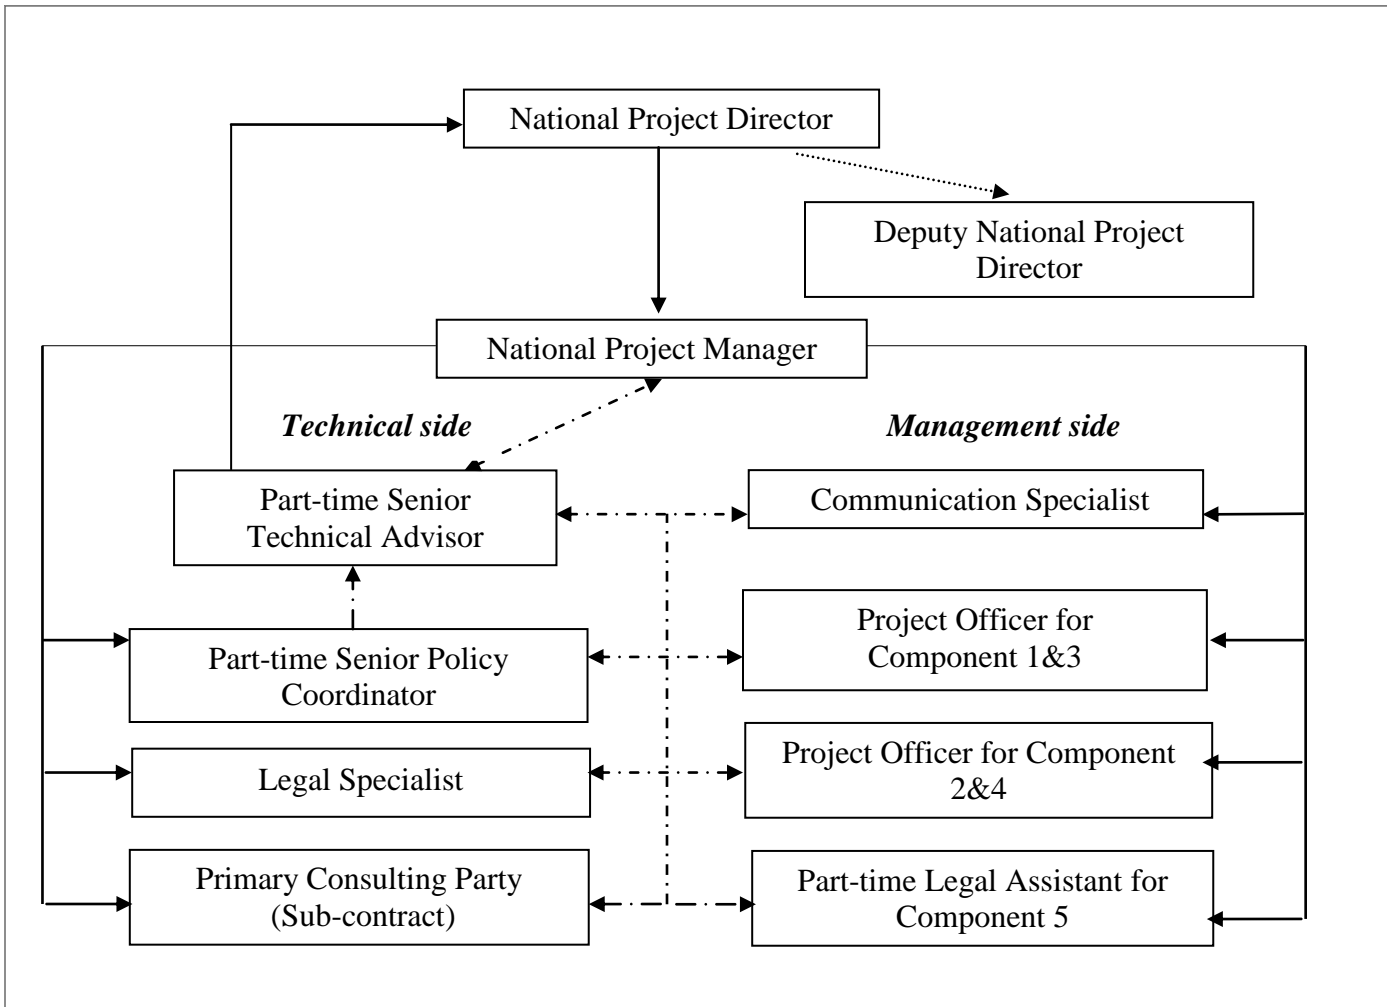 National Project Director
Deputy National Project
Director
National Project Manager
Technical side
Management side
Part-time Senior
Technical Advisor
Communication Specialist
Part-time Senior Policy
Coordinator
Project Officer for
Component 1&3
Legal Specialist
Project Officer for Component
2&4
Primary Consulting Party
(Sub-contract)
Part-time Legal Assistant for
Component 5